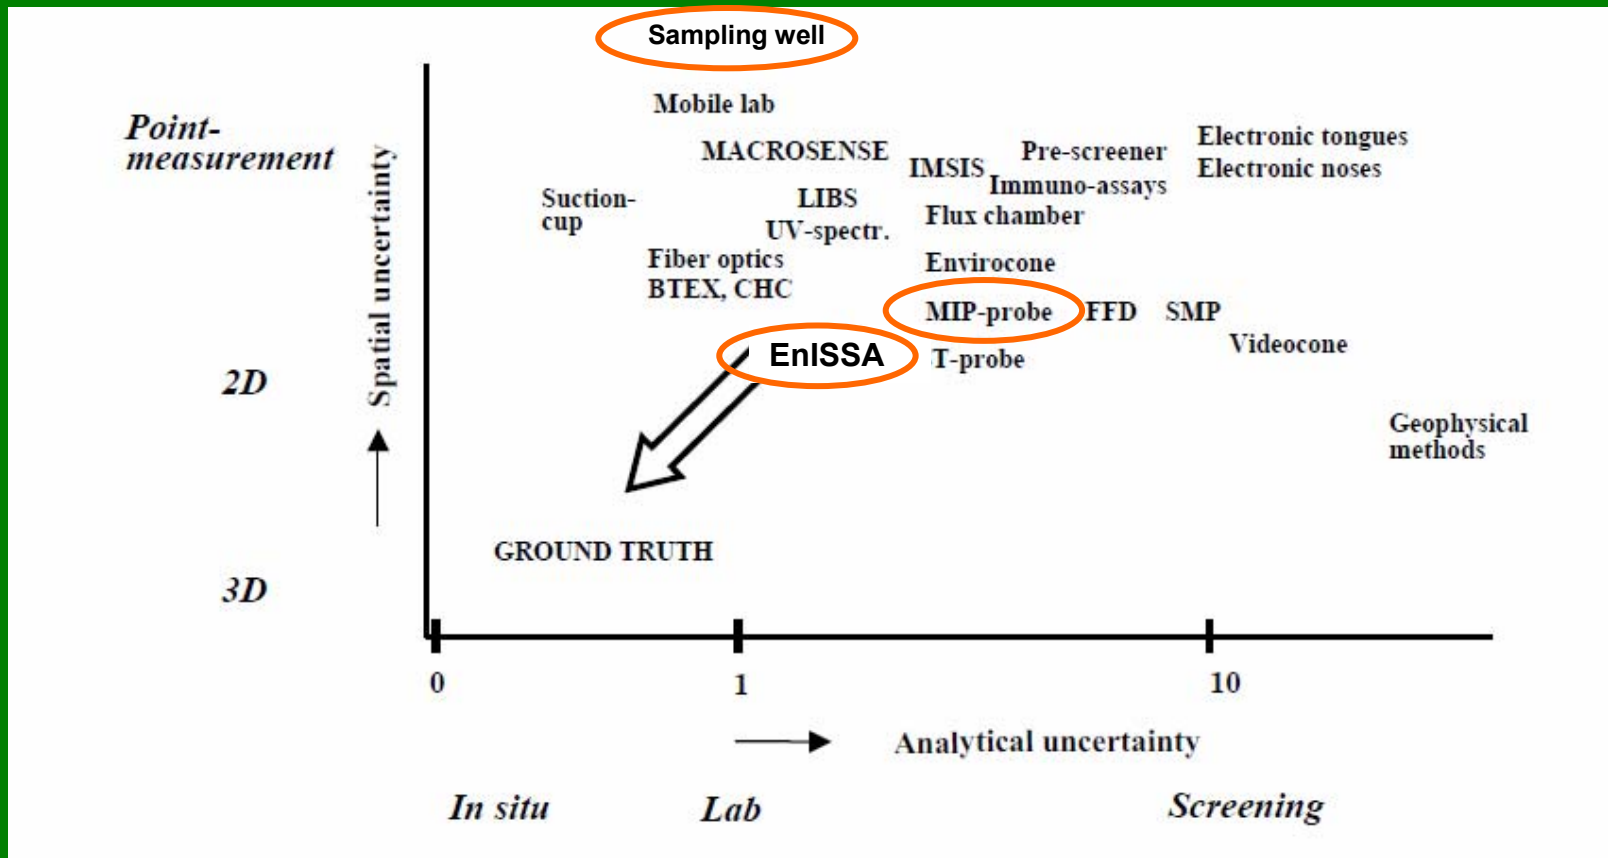 Sampling well
Mobile lab
Point-
measurement
MACROSENSE
IMSIS
Pre-screener
Immuno-assays
Electronic tongues
Electronic noses
Spatial uncertainty
Suction-
cup
LIBS
UV-spectr.
Flux chamber
Fiber optics
BTEX, CHC
Envirocone
MIP-probe
FFD
SMP
Videocone
EnISSA
T-probe
2D
Geophysical
methods
GROUND TRUTH
3D
0
1
10
Analytical uncertainty
In situ
Lab
Screening